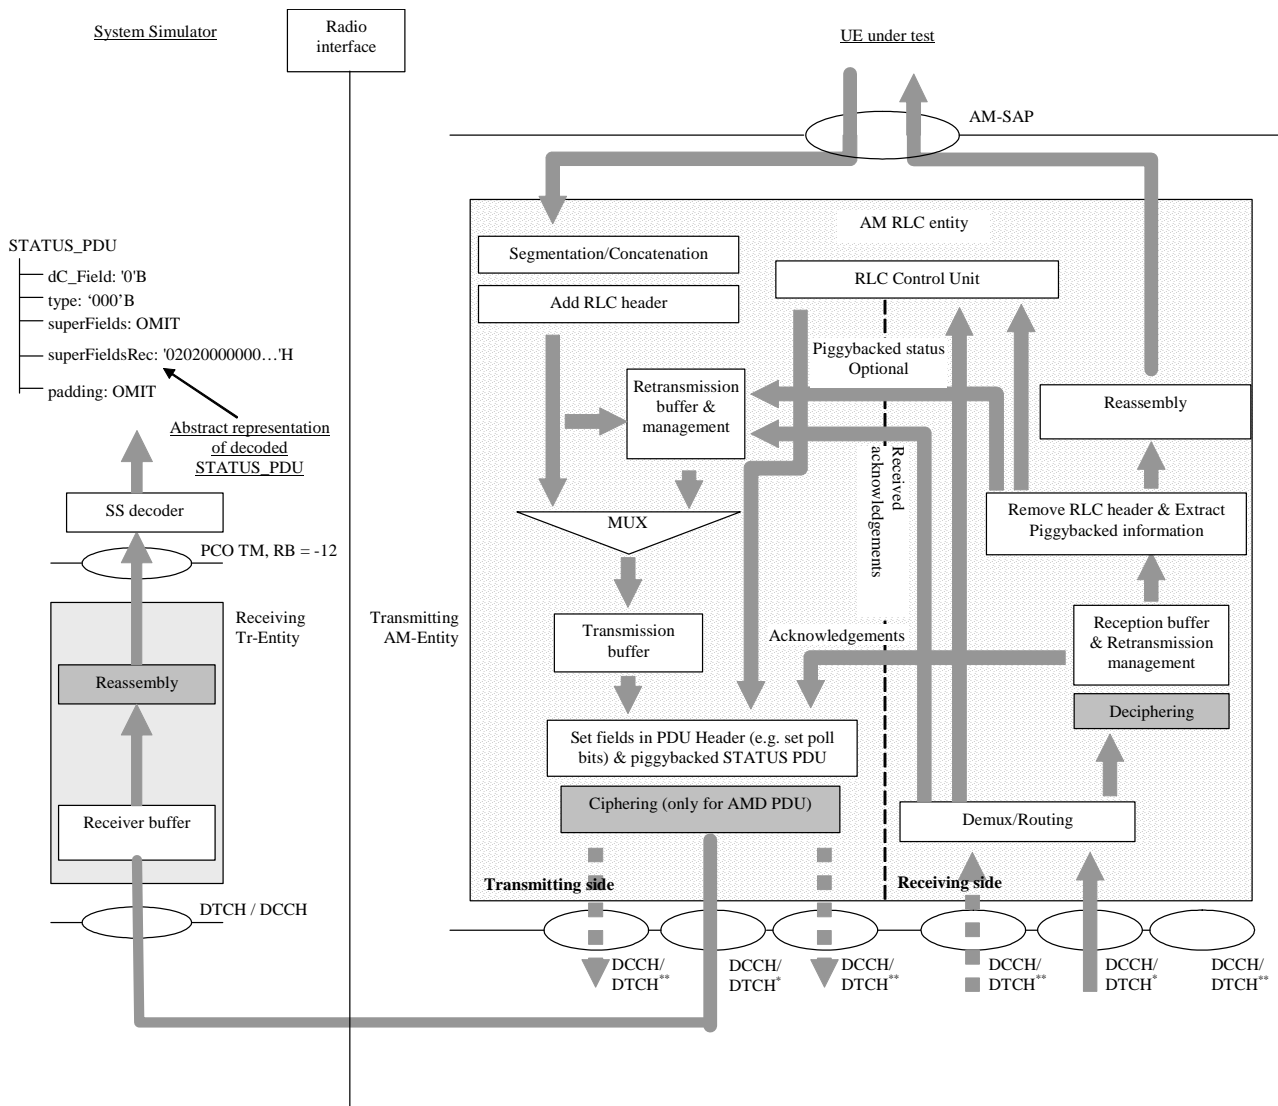 System Simulator
Radio
interface
UE under test
AM-SAP
AM RLC entity
STATUS_PDU
dC_Field: '0'B
type: ‘000’B
superFields: OMIT
superFieldsRec: '02020000000…'H
padding: OMIT
Abstract representation
of decoded
STATUS_PDU
SS decoder
PCO TM, RB = -12
Receiving
Tr-Entity
Reassembly
Receiver buffer
DTCH / DCCH
Transmitting
AM-Entity
Segmentation/Concatenation
Add RLC header
RLC Control Unit
Piggybacked status
Optional
Retransmission
buffer &
management
Reassembly
Received
acknowledgements
MUX
Remove RLC header & Extract
Piggybacked information
Transmission
buffer
Acknowledgements
Reception buffer
& Retransmission
management
Deciphering
Set fields in PDU Header (e.g. set poll
bits) & piggybacked STATUS PDU
Ciphering (only for AMD PDU)
Demux/Routing
Transmitting side
Receiving side
DCCH/
DTCH**
DCCH/
DTCH*
DCCH/
DTCH**
DCCH/
DTCH**
DCCH/
DTCH*
DCCH/
DTCH**